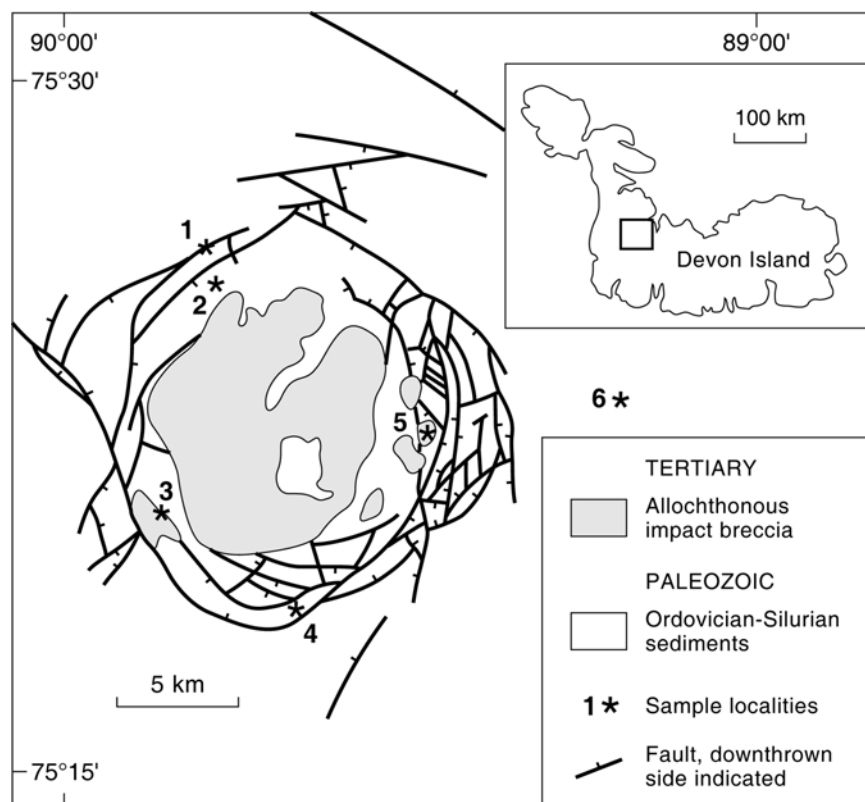 90°00'
89°00'
75°30'
100 km
Devon Island
1
2
6
5
3
4
TERTIARY
Allochthonous
impact breccia
PALEOZOIC
Ordovician-Silurian
sediments
1* Sample localities
Fault, downthrown
side indicated
5 km
75°15'